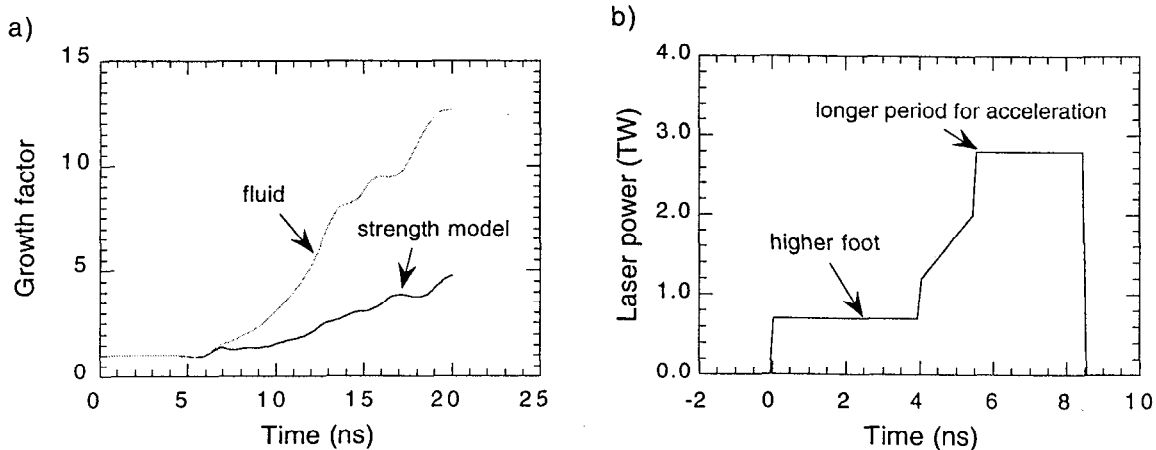 a)
15
10
5
0
Growth factor
fluid
strength model
0 5 10 15 20 25
Time (ns)
b)
4.0
3.0
2.0
1.0
0.0
Laser power (TW)
longer period for acceleration
higher foot
-2 0 2 4 6 8 10
Time (ns)